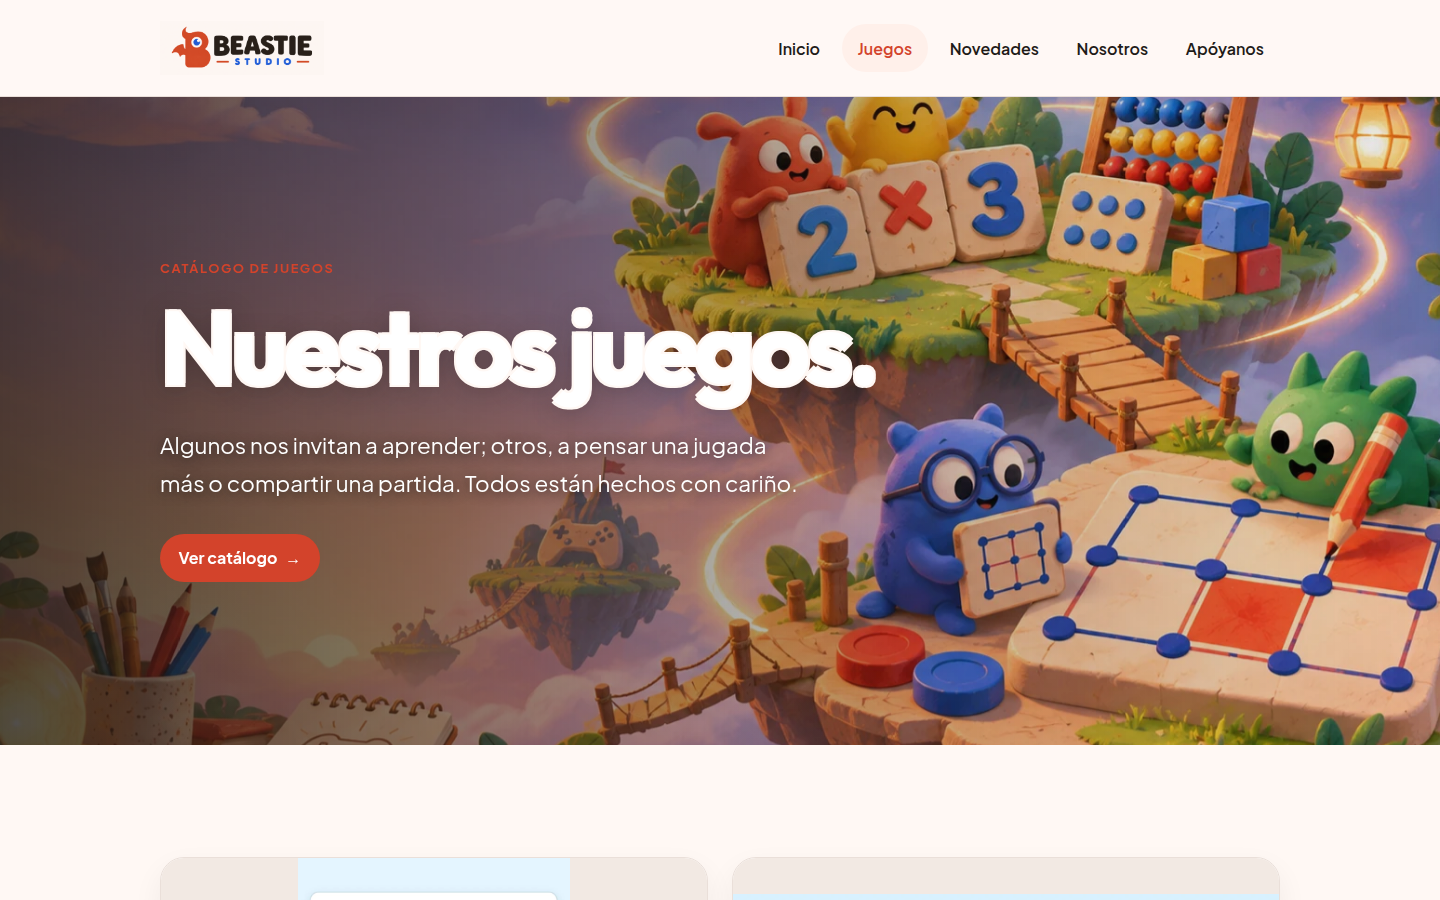 BEASTIE
STUDIO
Inicio Juegos Novedades Nosotros Apóyanos
2 × 3
CATÁLOGO DE JUEGOS
Nuestros juegos.
Algunos nos invitan a aprender; otros, a pensar una jugada
más o compartir una partida. Todos están hechos con cariño.
Ver catálogo →